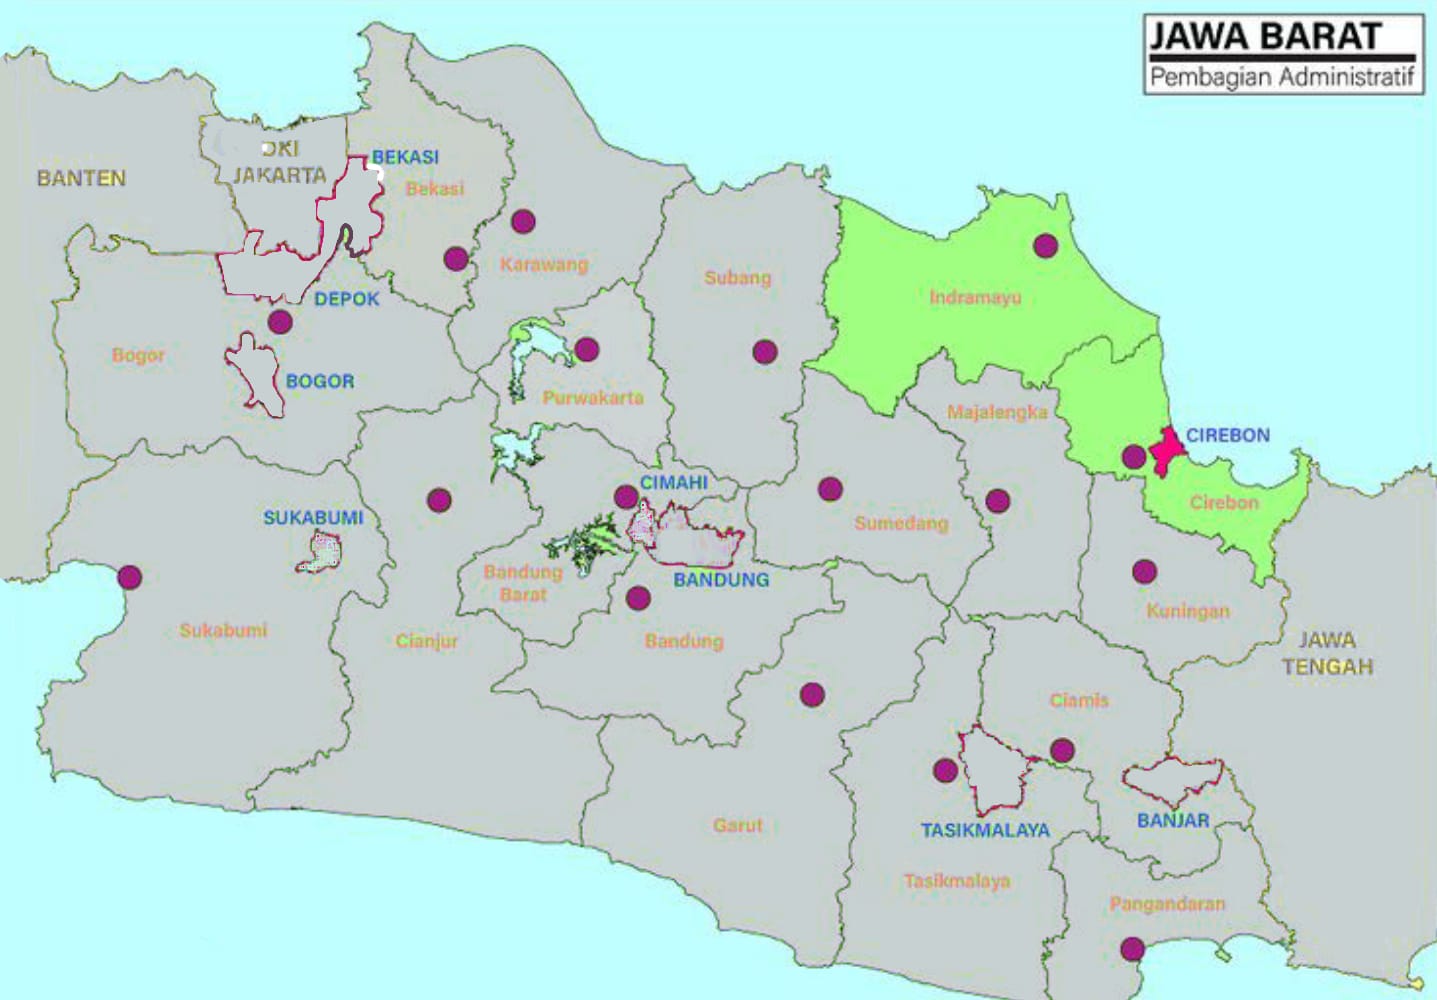 JAWA BARAT
Pembagian Administratif
DKI
JAKARTA
BANTEN
BEKASI
Bekasi
Karawang
Subang
Indramayu
DEPOK
Bogor
BOGOR
Purwakarta
Majalengka
CIREBON
Cirebon
CIMAHI
SUKABUMI
Sumedang
Bandung
Barat
BANDUNG
Kuningan
Sukabumi
Cianjur
Bandung
JAWA
TENGAH
Ciamis
Garut
TASIKMALAYA
BANJAR
Tasikmalaya
Pangandaran